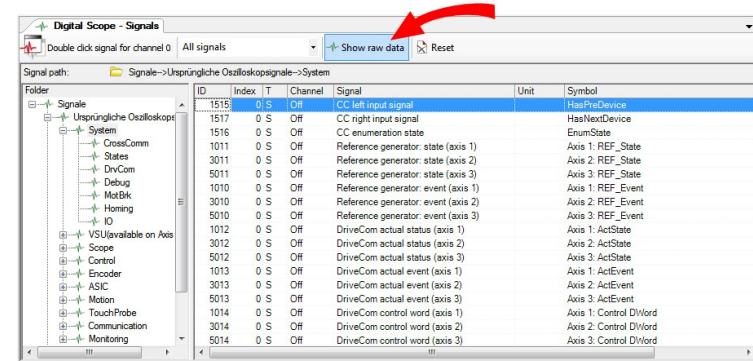 Digital Scope - Signals
Double click signal for channel 0 All signals Show raw data Reset
Signal path: Signale-->Ursprüngliche Oszilloskopsignale-->System
Folder
Signale
Ursprüngliche Oszilloskops
System
CrossComm
States
DrvCom
Debug
MotBrk
Homing
IO
VSU(available on Axis
Scope
Control
Encoder
ASIC
Motion
TouchProbe
Communication
Monitoring
ID Index T Channel Signal Unit Symbol
1515 0 S Off CC left input signal HasPreDevice
1517 0 S Off CC right input signal HasNextDevice
1516 0 S Off CC enumeration state EnumState
1011 0 S Off Reference generator: state (axis 1) Axis 1: REF_State
3011 0 S Off Reference generator: state (axis 2) Axis 2: REF_State
5011 0 S Off Reference generator: state (axis 3) Axis 3: REF_State
1010 0 S Off Reference generator: event (axis 1) Axis 1: REF_Event
3010 0 S Off Reference generator: event (axis 2) Axis 2: REF_Event
5010 0 S Off Reference generator: event (axis 3) Axis 3: REF_Event
1012 0 S Off DriveCom actual status (axis 1) Axis 1: ActState
3012 0 S Off DriveCom actual status (axis 2) Axis 2: ActState
5012 0 S Off DriveCom actual status (axis 3) Axis 3: ActState
1013 0 S Off DriveCom actual event (axis 1) Axis 1: ActEvent
3013 0 S Off DriveCom actual event (axis 2) Axis 2: ActEvent
5013 0 S Off DriveCom actual event (axis 3) Axis 3: ActEvent
1014 0 S Off DriveCom control word (axis 1) Axis 1: Control DWord
3014 0 S Off DriveCom control word (axis 2) Axis 2: Control DWord
5014 0 S Off DriveCom control word (axis 3) Axis 3: Control DWord